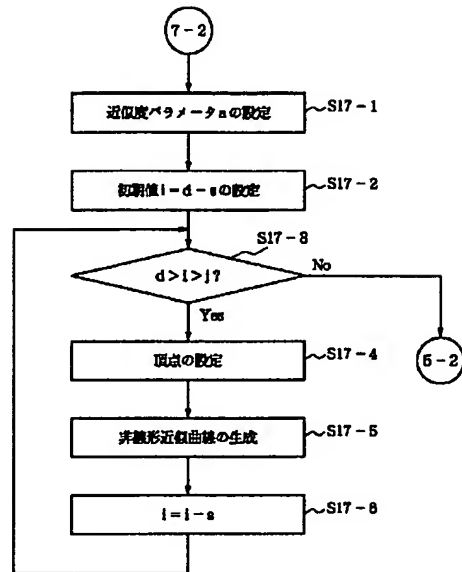 7-2
近似度パラメータaの設定
S17-1
初期値i=d-aの設定
S17-2
S17-3
d>i>j?
No
Yes
頂点の設定
S17-4
5-2
非線形近似曲線の生成
S17-5
i=i-a
S17-6